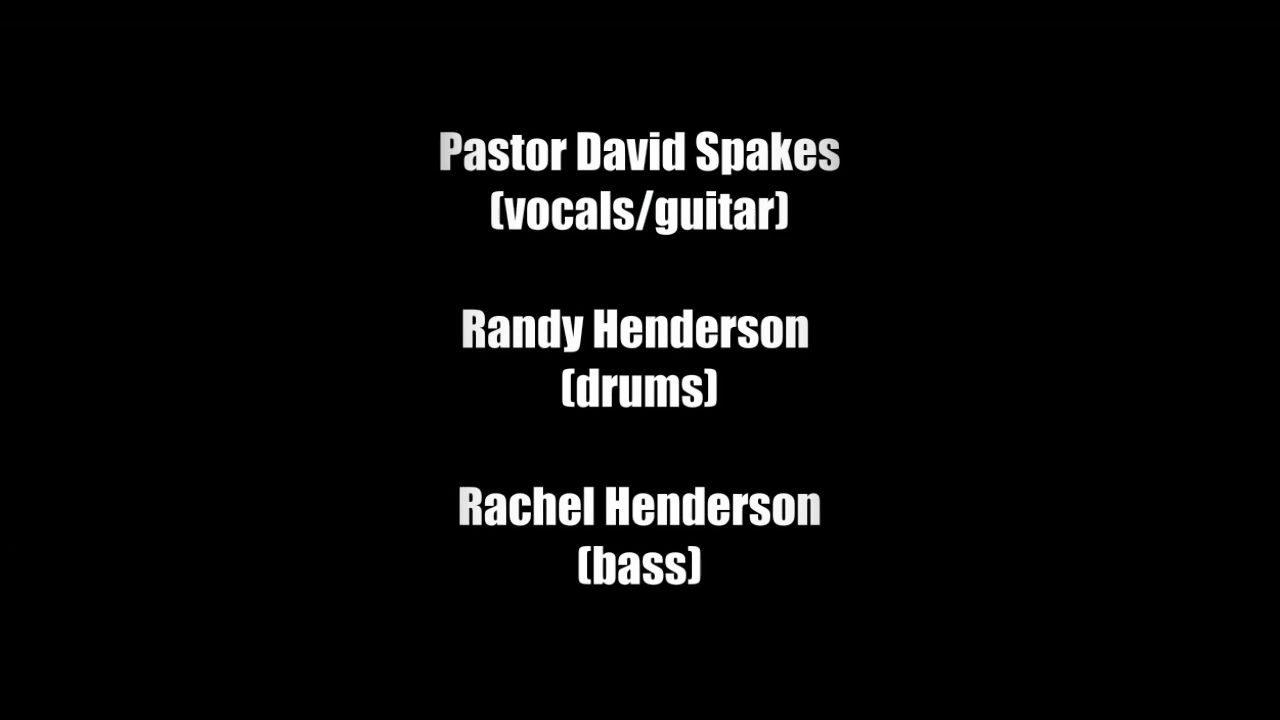 Pastor David Spakes
(vocals/guitar)
Randy Henderson
(drums)
Rachel Henderson
(bass)